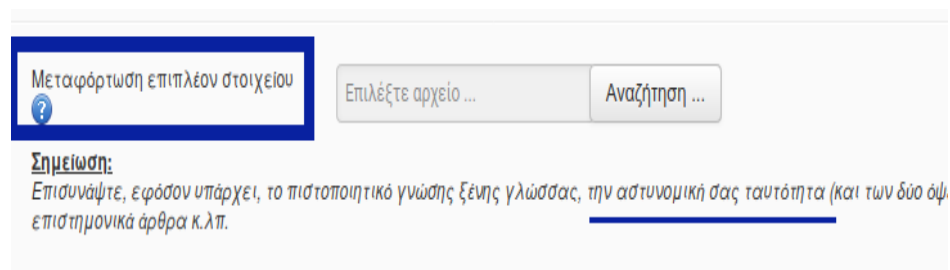 Μεταφόρτωση επιπλέον στοιχείου
?
Επιλέξτε αρχείο ...
Αναζήτηση ...
Σημείωση:
Επισυνάψτε, εφόσον υπάρχει, το πιστοποιητικό γνώσης ξένης γλώσσας, την αστυνομική σας ταυτότητα (και των δύο
επιστημονικά άρθρα κ.λπ.